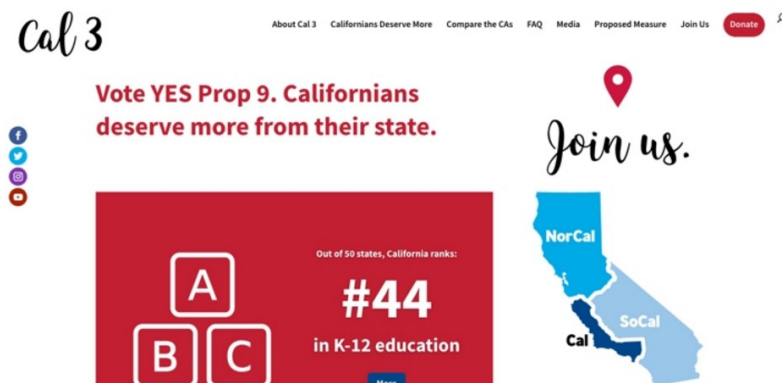 Cal 3
About Cal 3 Californians Deserve More Compare the CAs FAQ Media Proposed Measure Join Us Donate
Vote YES Prop 9. Californians
deserve more from their state.
Join us.
Out of 50 states, California ranks:
#44
in K-12 education
A
B C
NorCal
SoCal
Cal